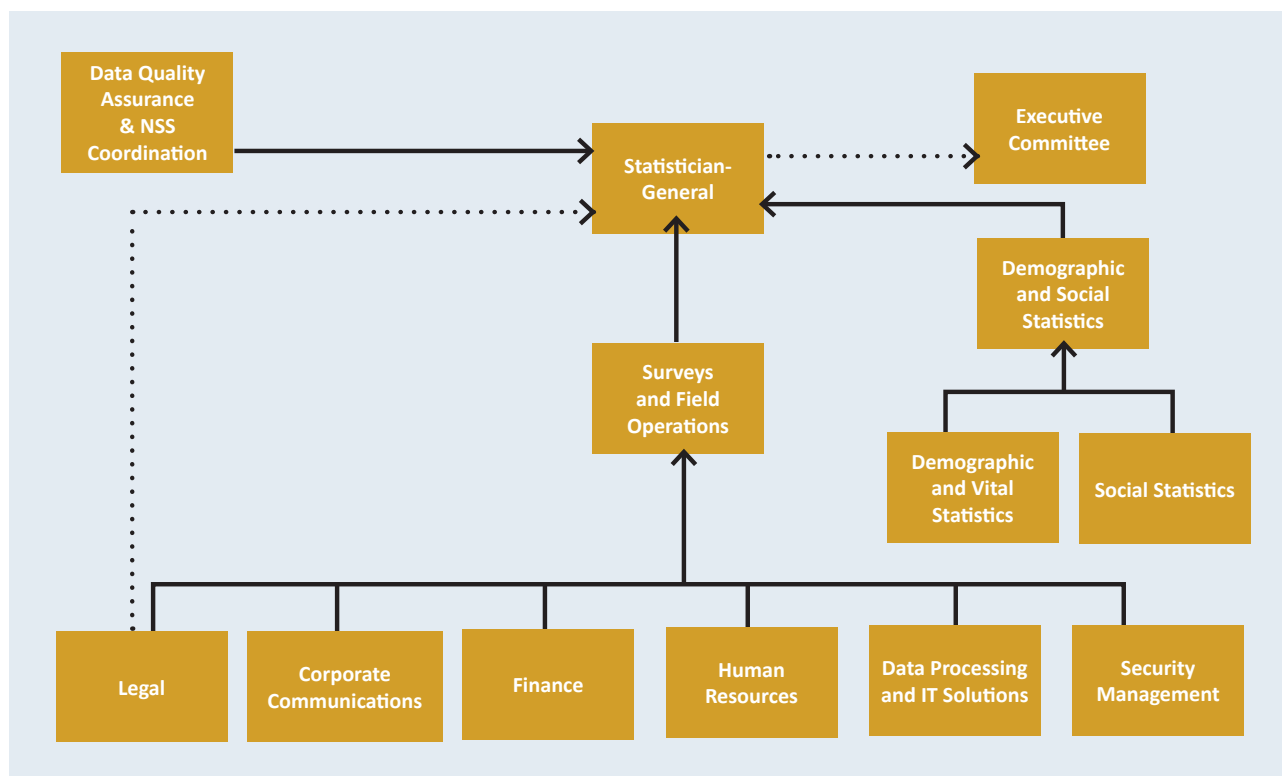 Data Quality
Assurance
& NSS
Coordination
Executive
Committee
Statistician-
General
Demographic
and Social
Statistics
Surveys
and Field
Operations
Demographic
and Vital
Statistics
Social Statistics
Legal
Corporate
Communications
Finance
Human
Resources
Data Processing
and IT Solutions
Security
Management